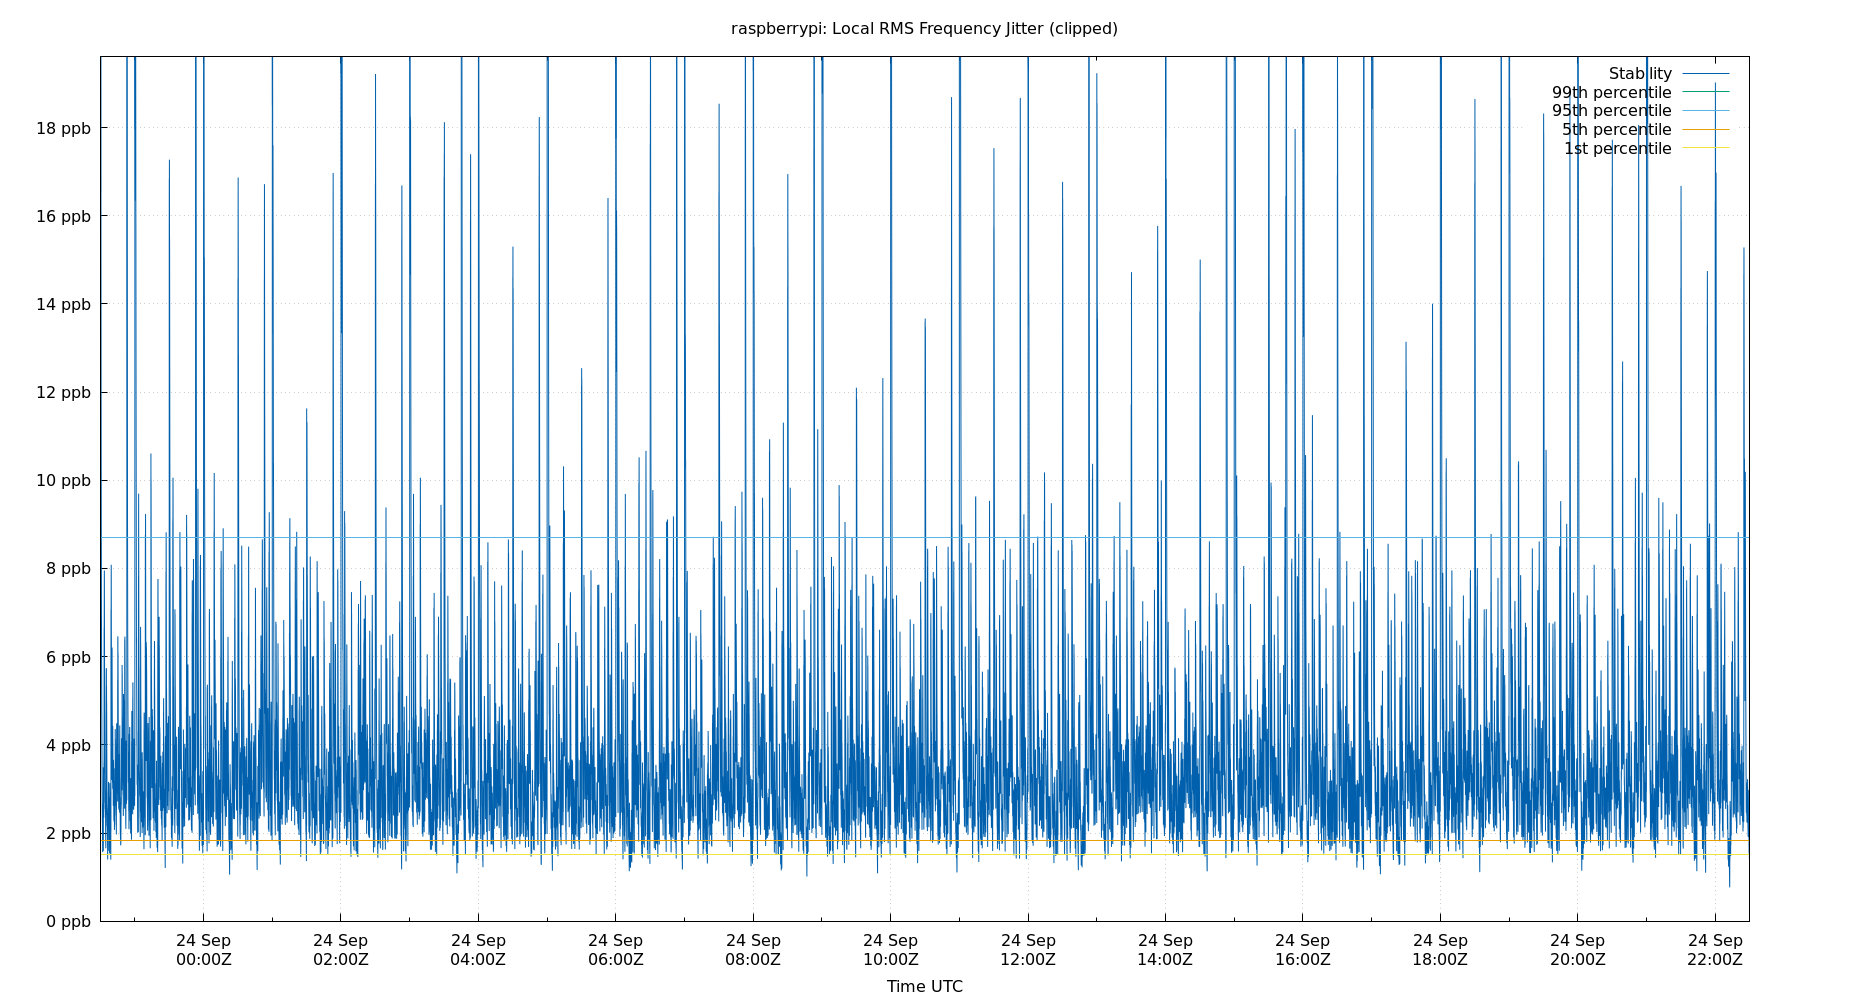 raspberrypi: Local RMS Frequency Jitter (clipped)
Stability
99th percentile
95th percentile
5th percentile
1st percentile
18 ppb
16 ppb
14 ppb
12 ppb
10 ppb
8 ppb
6 ppb
4 ppb
2 ppb
0 ppb
24 Sep 24 Sep 24 Sep 24 Sep 24 Sep 24 Sep 24 Sep 24 Sep 24 Sep 24 Sep 24 Sep 24 Sep
00:00Z 02:00Z 04:00Z 06:00Z 08:00Z 10:00Z 12:00Z 14:00Z 16:00Z 18:00Z 20:00Z 22:00Z
Time UTC